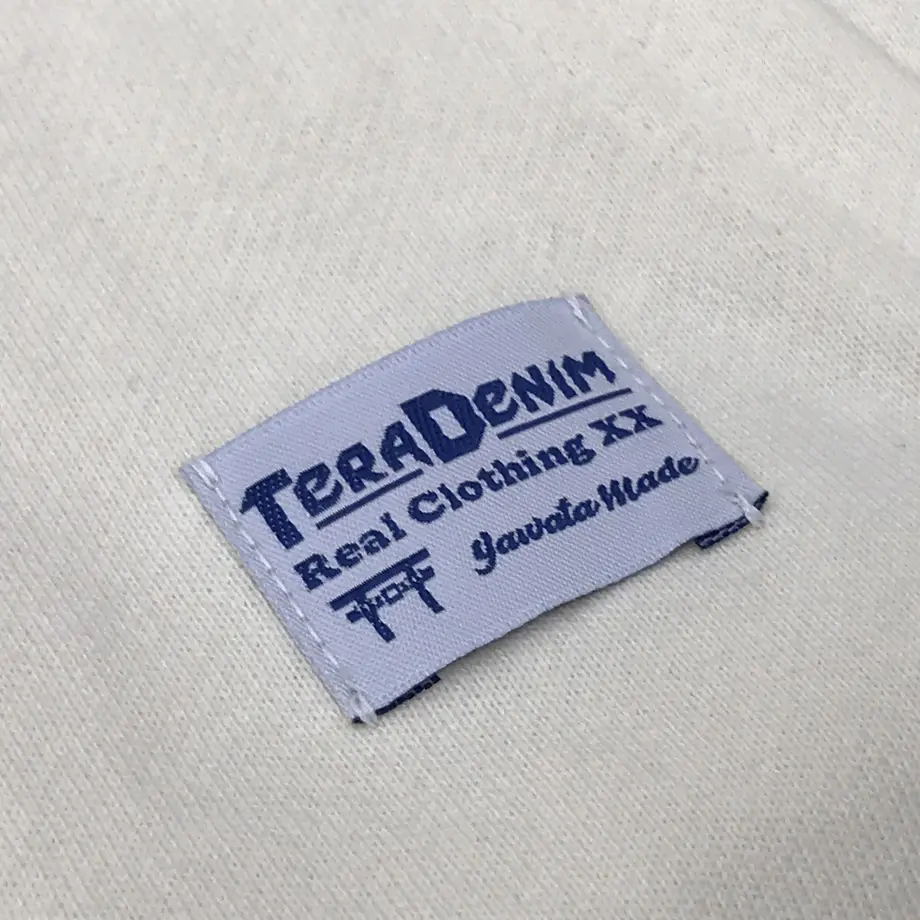 TERADENIM
Real Clothing XX
yawata Made